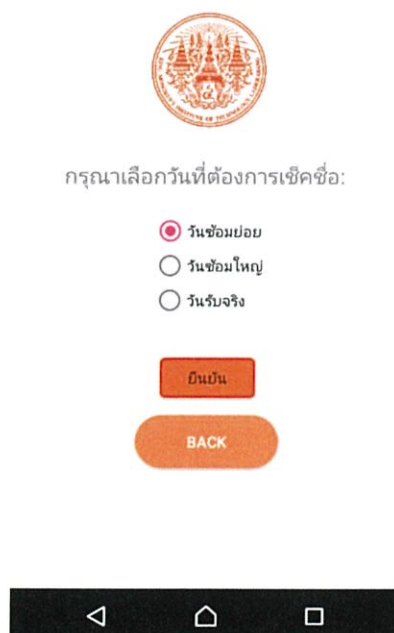 กรุณาเลือกวันที่ต้องการเช็คชื่อ:
วันซ้อมย่อย
วันซ้อมใหญ่
วันรับจริง
ยืนยัน
BACK